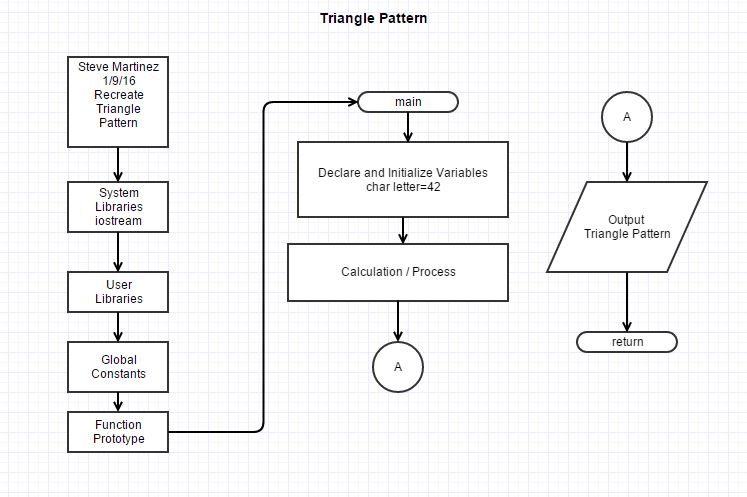 Triangle Pattern
Steve Martinez
1/9/16
Recreate
Triangle
Pattern
System
Libraries
iostream
User
Libraries
Global
Constants
Function
Prototype
main
Declare and Initialize Variables
char letter=42
Calculation / Process
A
A
Output
Triangle Pattern
return